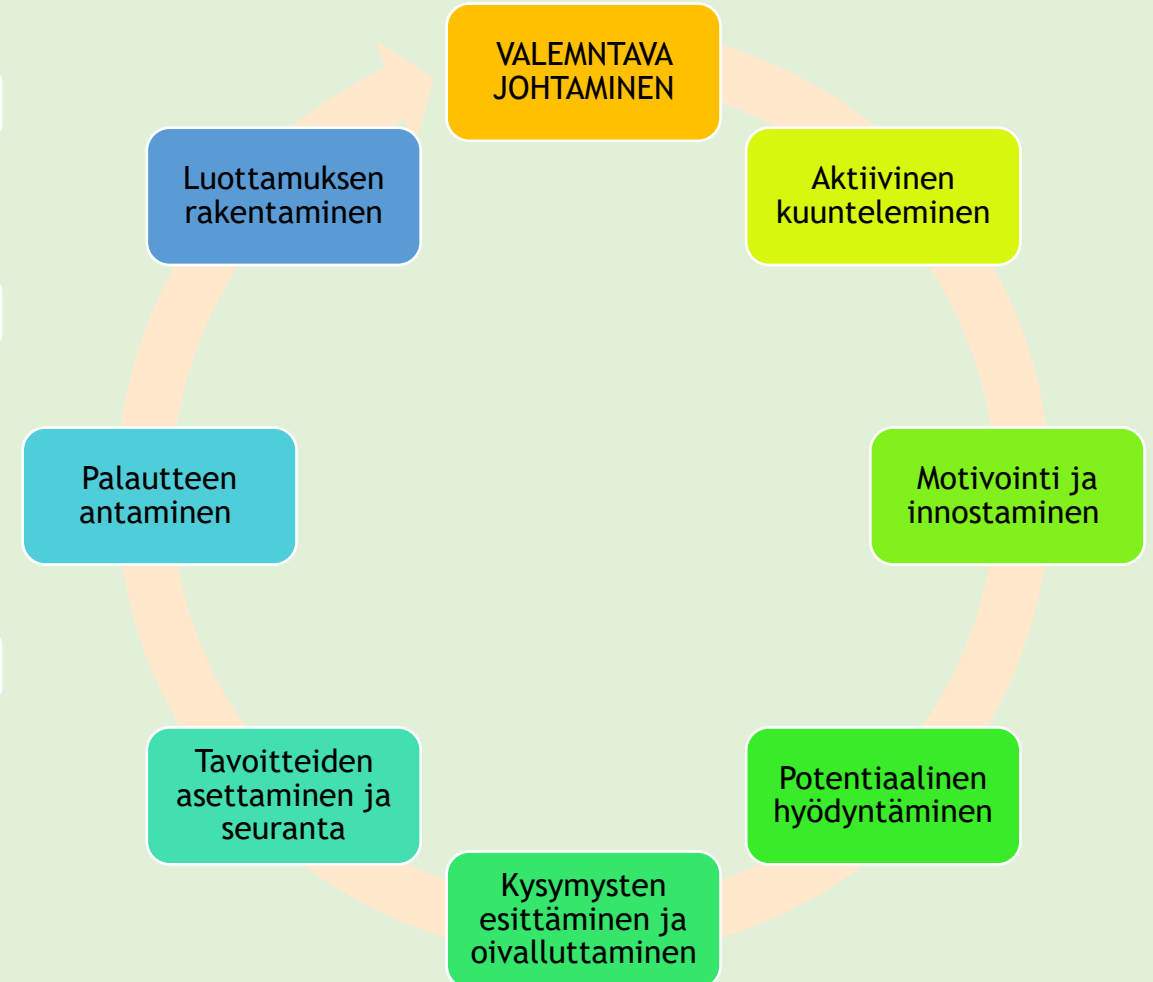 VALEMNTAVA
JOHTAMINEN
Aktiivinen
kuunteleminen
Motivointi ja
innostaminen
Potentiaalinen
hyödyntäminen
Kysymysten
esittäminen ja
oivalluttaminen
Tavoitteiden
asettaminen ja
seuranta
Palautteen
antaminen
Luottamuksen
rakentaminen